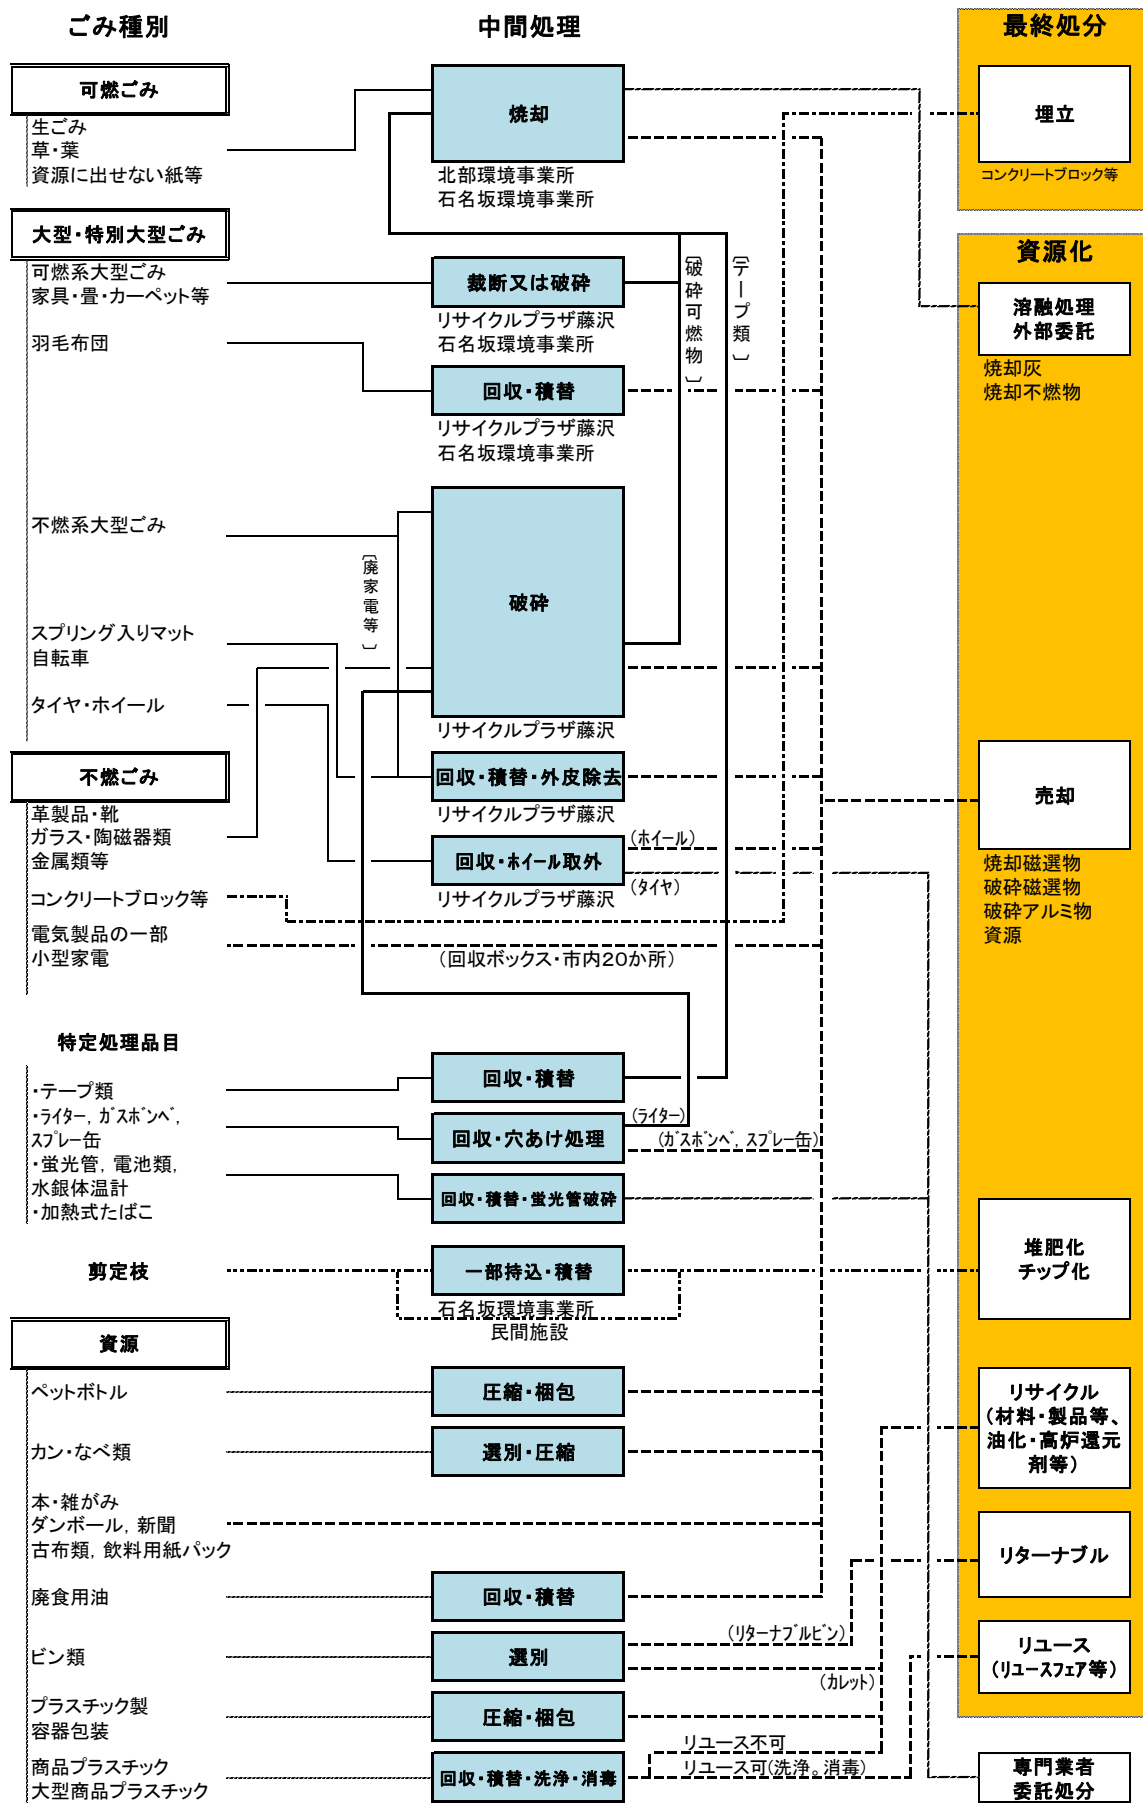 ごみ種別
中間処理
最終処分
可燃ごみ
生ごみ
草・葉
資源に出せない紙等
焼却
北部環境事業所
石名坂環境事業所
埋立
コンクリートブロック等
大型・特別大型ごみ
可燃系大型ごみ
家具・畳・カーペット等
裁断又は破砕
リサイクルプラザ藤沢
石名坂環境事業所
〔破砕可燃物〕
〔テープ類〕
資源化
溶融処理
外部委託
焼却灰
焼却不燃物
羽毛布団
回収・積替
リサイクルプラザ藤沢
石名坂環境事業所
不燃系大型ごみ
〔廃家電等〕
破砕
リサイクルプラザ藤沢
スプリング入りマット
自転車
タイヤ・ホイール
不燃ごみ
革製品・靴
ガラス・陶磁器類
金属類等
コンクリートブロック等
電気製品の一部
小型家電
回収・積替・外皮除去
リサイクルプラザ藤沢
回収・ホイール取外
リサイクルプラザ藤沢
(ホイール)
(タイヤ)
(回収ボックス・市内20か所)
売却
焼却磁選物
破砕磁選物
破砕アルミ物
資源
特定処理品目
・テープ類
・ライター, ガスボンベ,
スプレー缶
・蛍光管, 電池類,
水銀体温計
・加熱式たばこ
回収・積替
回収・穴あけ処理
(ライター)
(ガスボンベ, スプレー缶)
回収・積替・蛍光管破砕
剪定枝
一部持込・積替
石名坂環境事業所
民間施設
堆肥化
チップ化
資源
ペットボトル
圧縮・梱包
カン・なべ類
選別・圧縮
本・雑がみ
ダンボール, 新聞
古布類, 飲料用紙パック
廃食用油
回収・積替
ビン類
選別
(リターナブルビン)
(カレット)
プラスチック製
容器包装
圧縮・梱包
商品プラスチック
大型商品プラスチック
回収・積替・洗浄・消毒
リユース不可
リユース可(洗浄。消毒)
リサイクル
(材料・製品等、
油化・高炉還元
剤等)
リターナブル
リユース
(リユースフェア等)
専門業者
委託処分